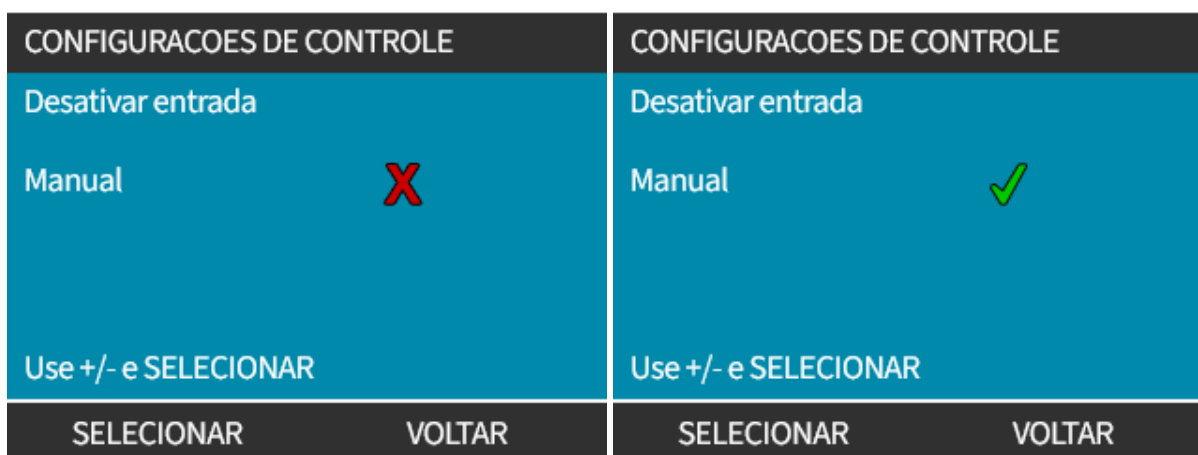 CONFIGURACOES DE CONTROLE
Desativar entrada
Manual
Use +/- e SELECIONAR
SELECIONAR VOLTAR
CONFIGURACOES DE CONTROLE
Desativar entrada
Manual
Use +/- e SELECIONAR
SELECIONAR VOLTAR